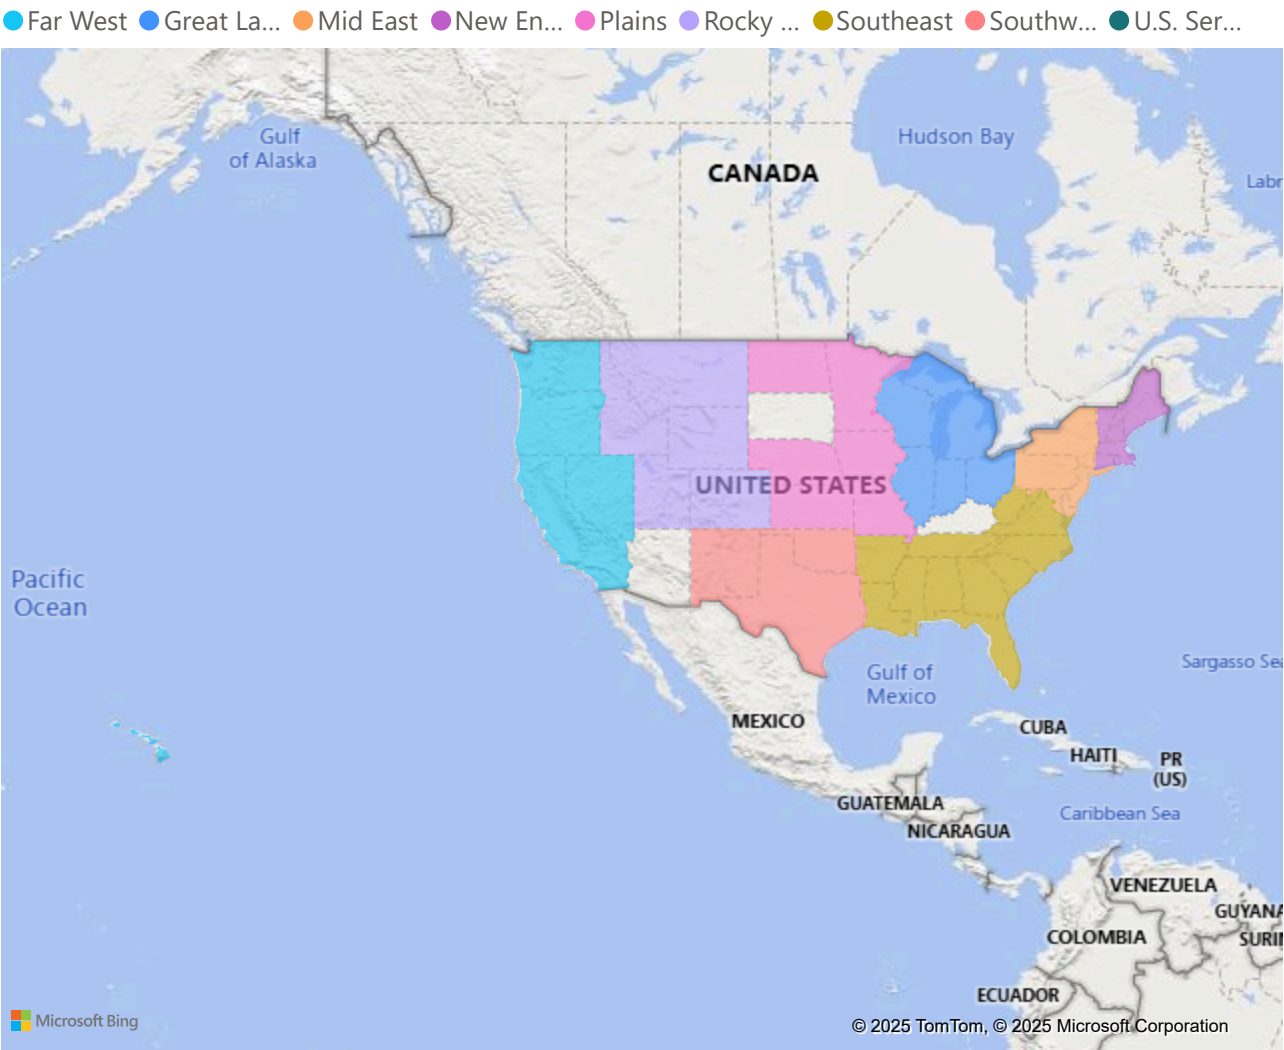 Far West Great La... Mid East New En... Plains Rocky ... Southeast Southw... U.S. Ser...
Gulf
of Alaska
Hudson Bay
CANADA
Labr
UNITED STATES
Pacific
Ocean
Sargasso Sea
Gulf of
Mexico
MEXICO
CUBA
HAITI
PR
(US)
GUATEMALA
Caribbean Sea
NICARAGUA
VENEZUELA
GUYANA
COLOMBIA
SURI
ECUADOR
Microsoft Bing
© 2025 TomTom, © 2025 Microsoft Corporation